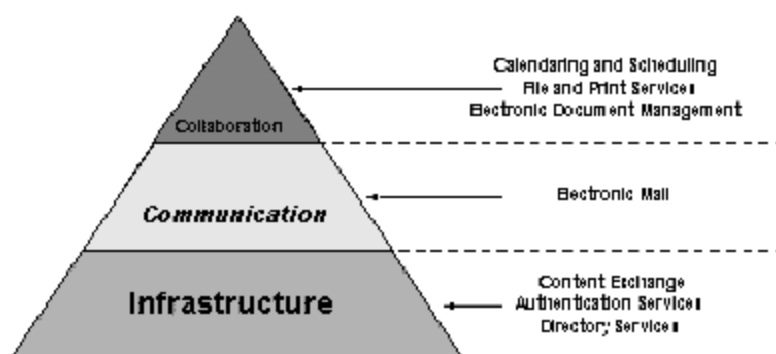 Calendaring and Scheduling
File and Print Services
Electronic Document Management
Collaboration
Electronic Mail
Communication
Content Exchange
Infrastructure
Authentication Services
Directory Services